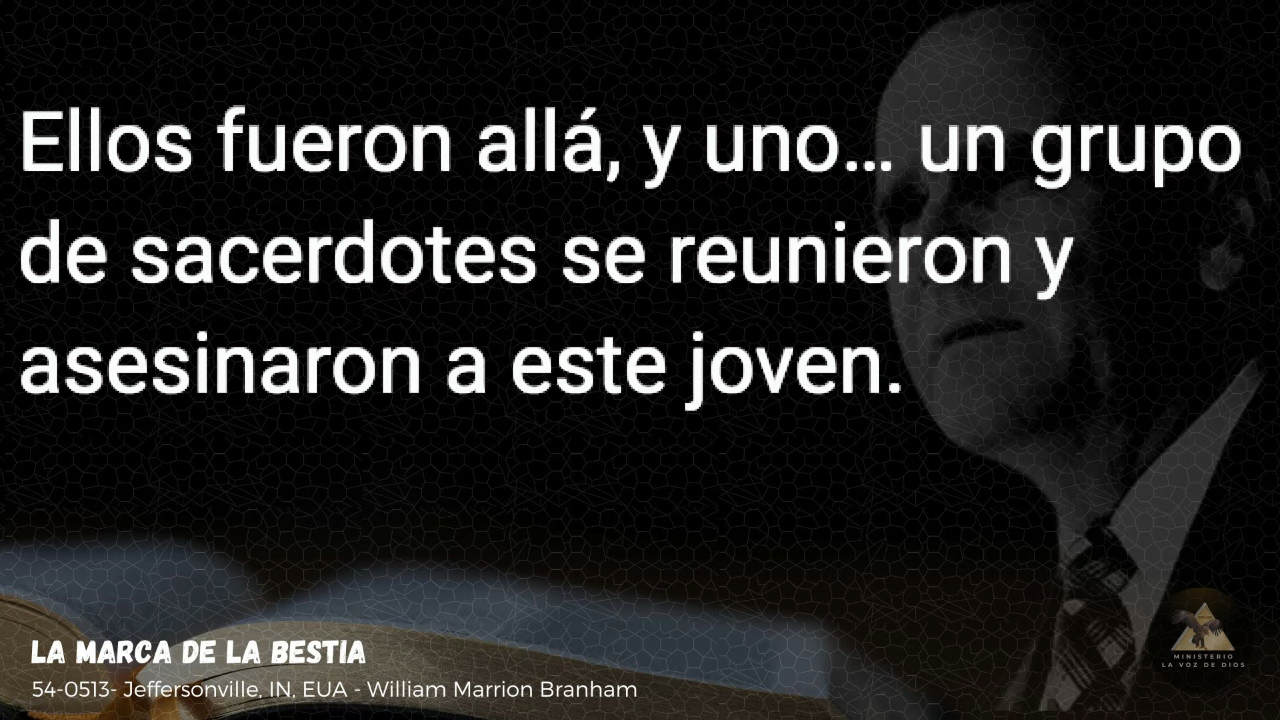 Ellos fueron allá, y uno... un grupo
de sacerdotes se reunieron y
asesinaron a este joven.
LA MARCA DE LA BESTIA
54-0513- Jeffersonville, IN, EUA - William Marrion Branham
MINISTERIO
LA VOZ DE DIOS